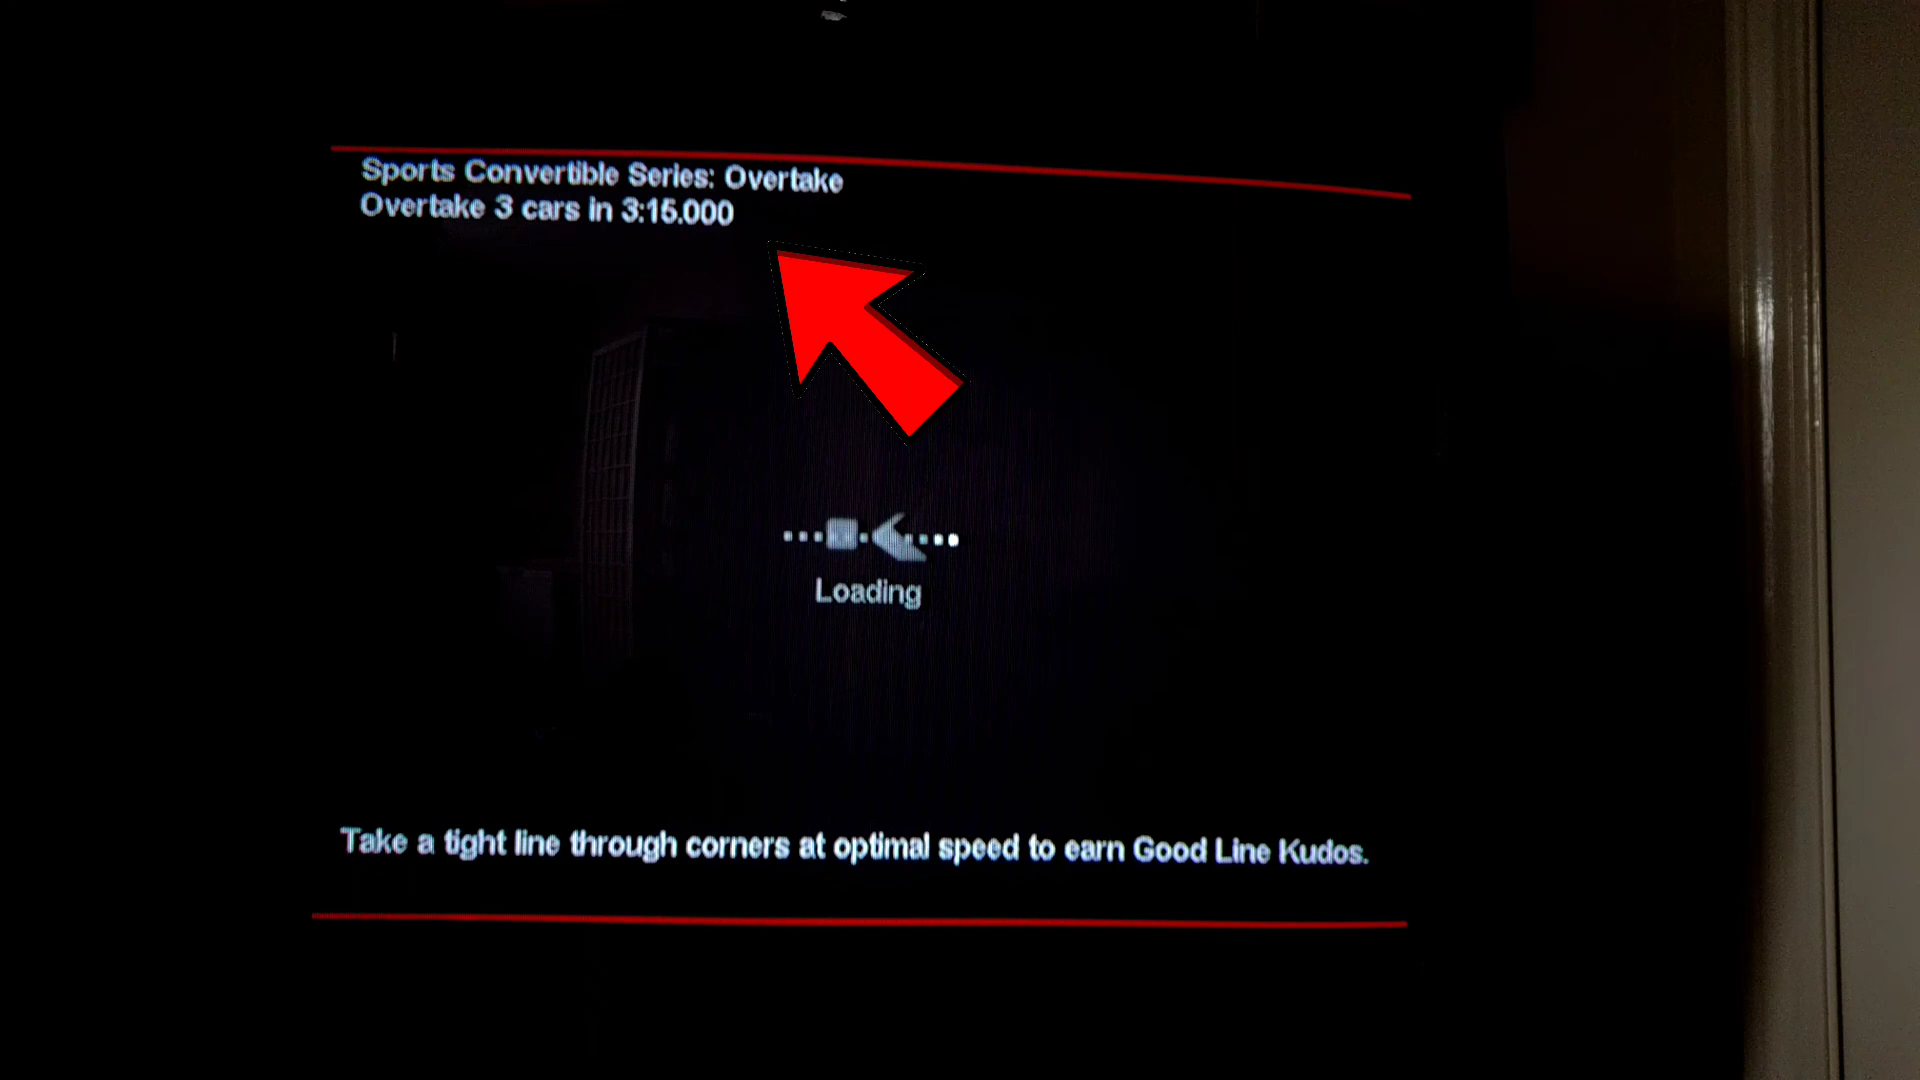 Sports Convertible Series: Overtake
Overtake 3 cars in 3:15.000
Loading
Take a tight line through corners at optimal speed to earn Good Line Kudos.